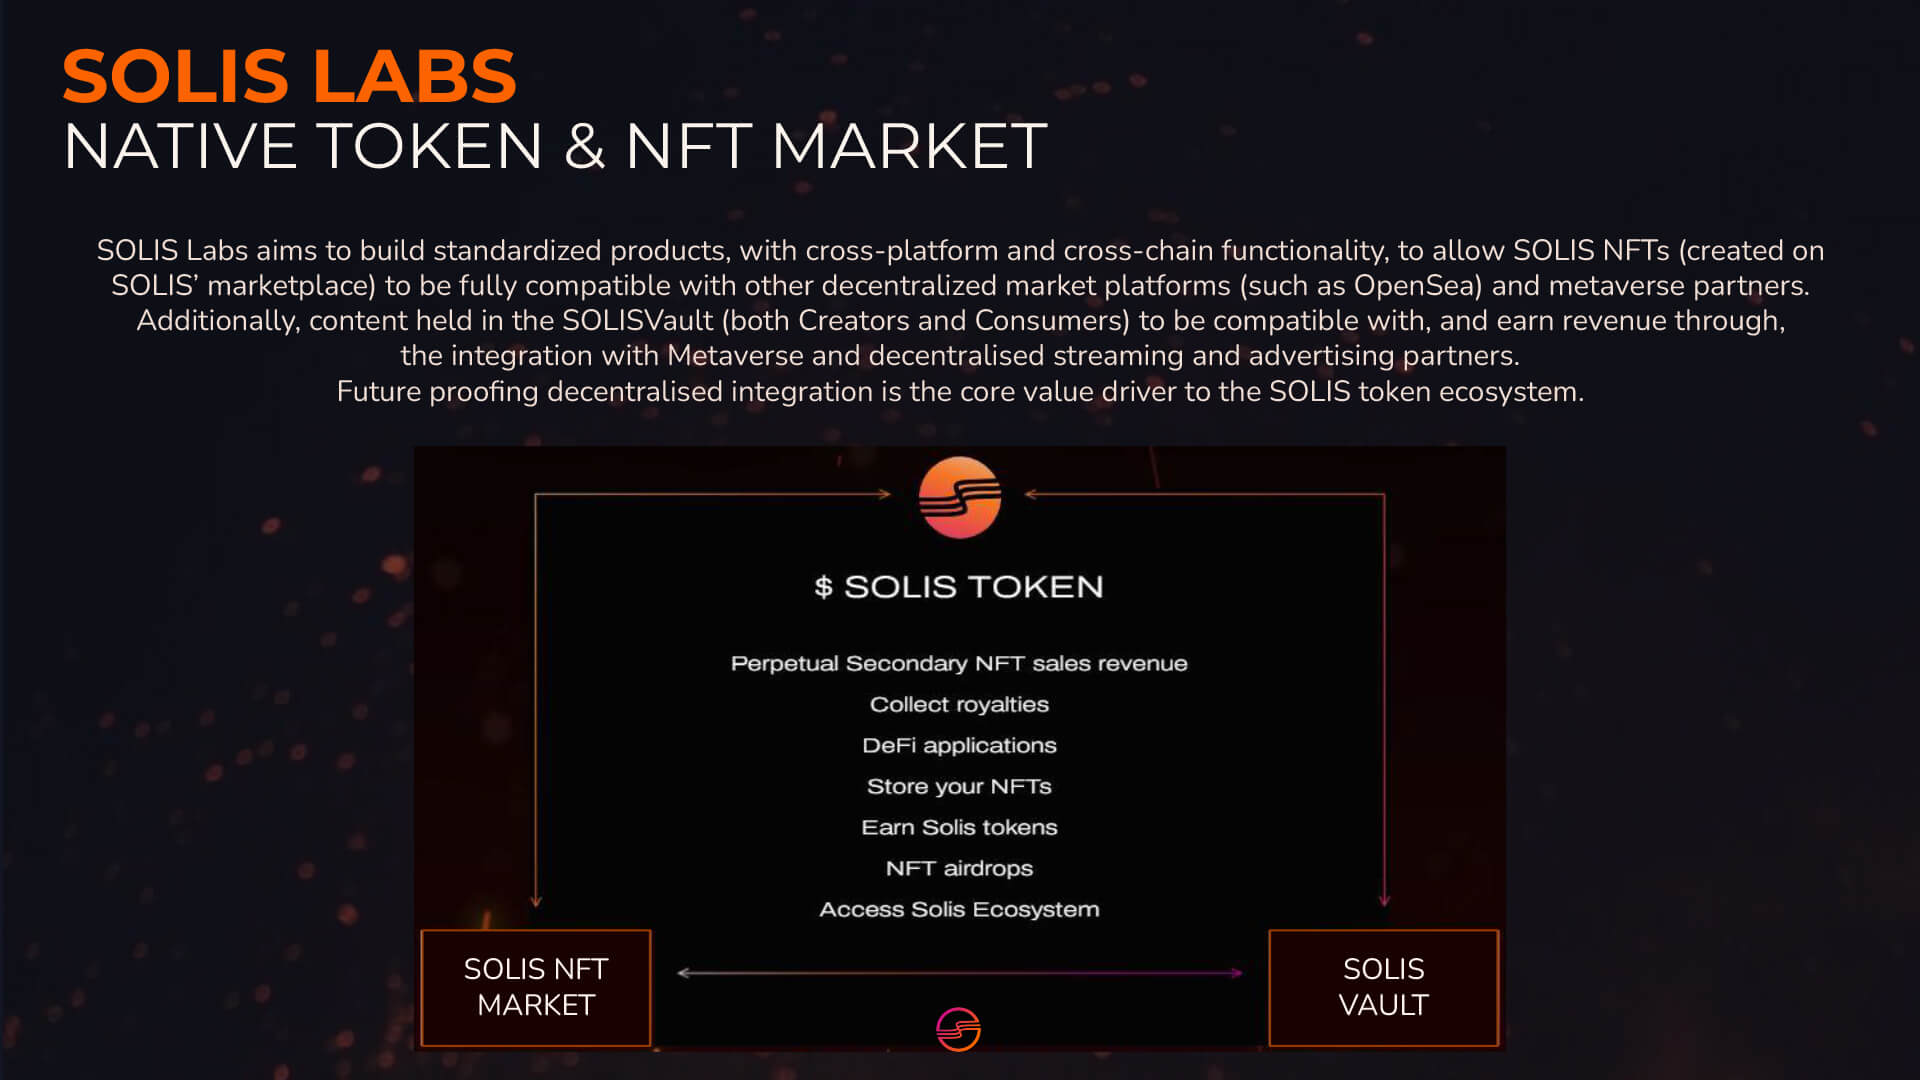 SOLIS LABS
NATIVE TOKEN & NFT MARKET
SOLIS Labs aims to build standardized products, with cross-platform and cross-chain functionality, to allow SOLIS NFTs (created on
SOLIS’ marketplace) to be fully compatible with other decentralized market platforms (such as OpenSea) and metaverse partners.
Additionally, content held in the SOLISVault (both Creators and Consumers) to be compatible with, and earn revenue through,
the integration with Metaverse and decentralised streaming and advertising partners.
Future proofing decentralised integration is the core value driver to the SOLIS token ecosystem.
$ SOLIS TOKEN
Perpetual Secondary NFT sales revenue
Collect royalties
DeFi applications
Store your NFTs
Earn Solis tokens
NFT airdrops
Access Solis Ecosystem
SOLIS NFT
MARKET
SOLIS
VAULT